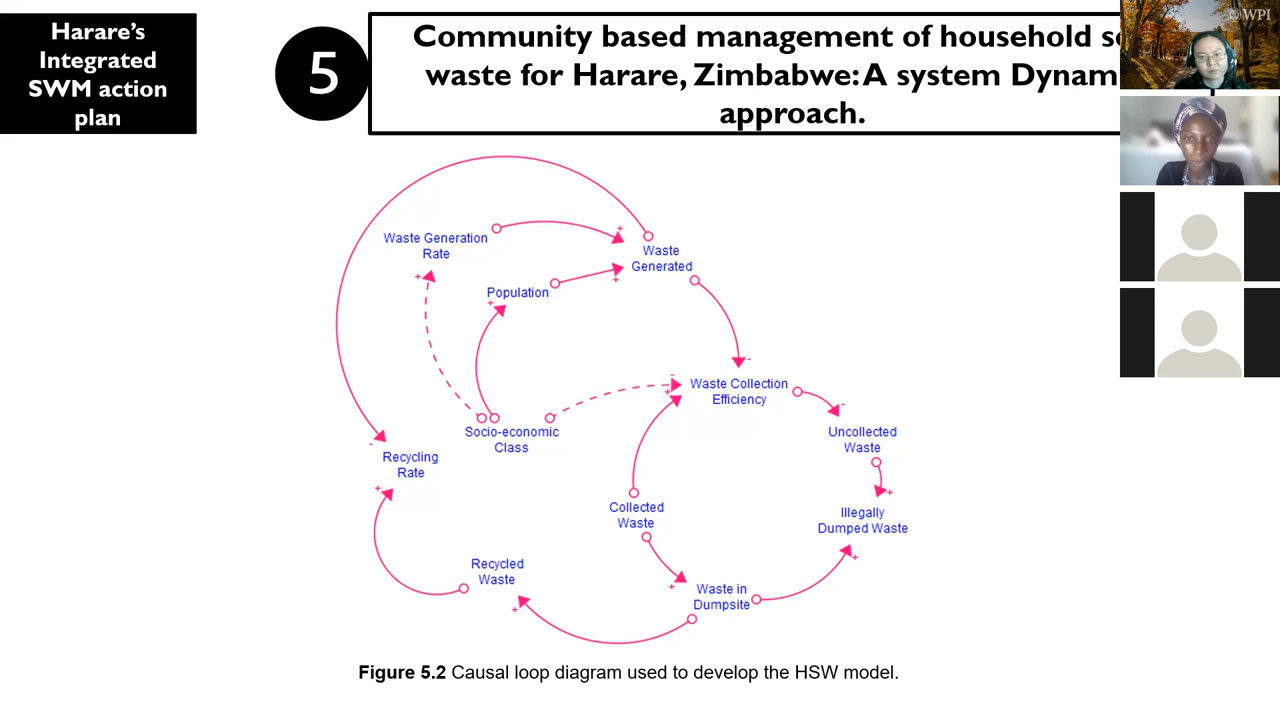 Harare's
Integrated
SWM action
plan
5
Community based management of household
waste for Harare, Zimbabwe: A system
approach.
WPI
Waste Generation
Rate
+
+
Waste
Generated
Population
+
+
+
-
-
+
Waste Collection
Efficiency
-
Uncollected
Waste
Socio-economic
Class
-
Recycling
Rate
+
+
Collected
Waste
Illegally
Dumped Waste
+
Recycled
Waste
+
+
Waste in
Dumpsite
Figure 5.2 Causal loop diagram used to develop the HSW model.